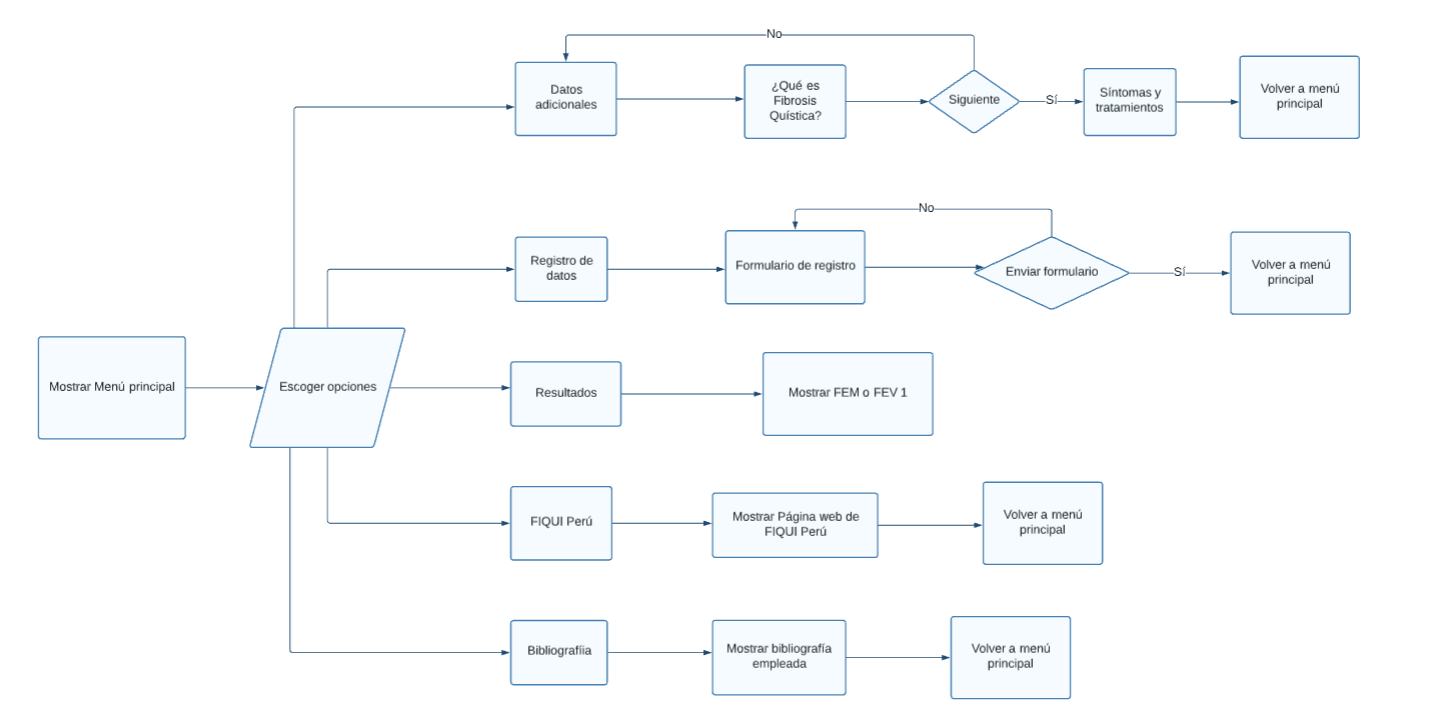 No
Datos
adicionales
¿Qué es
Fibrosis
Quística?
Siguiente
Sí
Síntomas y
tratamientos
Volver a menú
principal
No
Registro de
datos
Formulario de registro
Enviar formulario
Sí
Volver a menú
principal
Mostrar Menú principal
Escoger opciones
Resultados
Mostrar FEM o FEV 1
FIQUI Perú
Mostrar Página web de
FIQUI Perú
Volver a menú
principal
Bibliografíia
Mostrar bibliografía
empleada
Volver a menú
principal